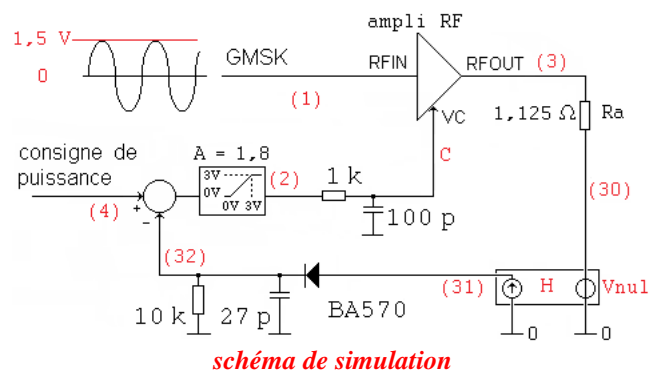 ampli RF
1,5 V
0
GMSK
(1)
RFIN
RFOUT
(3)
VC
C
1,125 Ω
Ra
consigne de
puissance
(4)
+
-
A = 1,8
3V
0V
0V 3V
(2)
1 k
100 p
(30)
(32)
10 k
27 p
BA570
(31)
H
Vnul
0
0
schéma de simulation